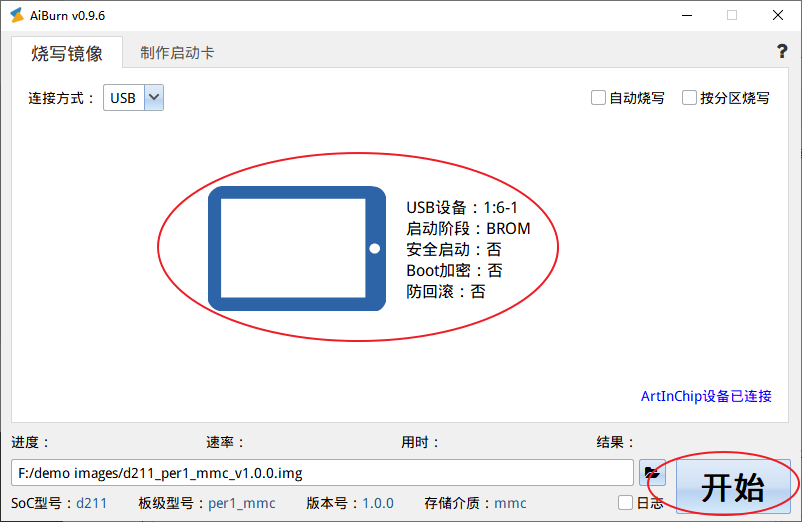 AiBurn v0.9.6
烧写镜像 制作启动卡 ?
连接方式： USB 自动烧写 按分区烧写
USB设备：1:6-1
启动阶段：BROM
安全启动：否
Boot加密：否
防回滚：否
ArtInChip设备已连接
进度： 速率： 用时： 结果：
F:/demo images/d211_per1_mmc_v1.0.0.img
开始
SoC型号：d211 板级型号：per1_mmc 版本号：1.0.0 存储介质：mmc 日志